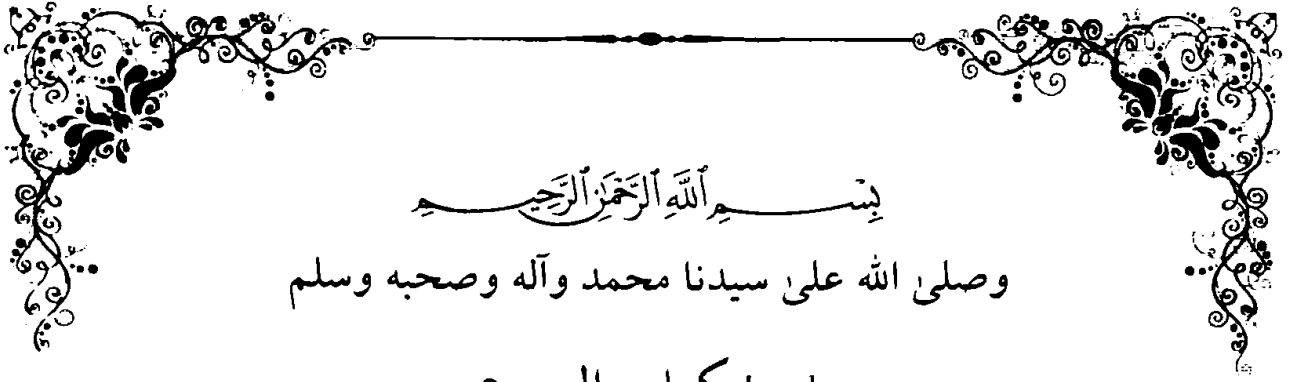 بِسْمِ ٱللَّهِ ٱلرَّحْمَٰنِ ٱلرَّحِيمِ
وصلىٰ الله علىٰ سيدنا محمد وآله وصحبه وسلم